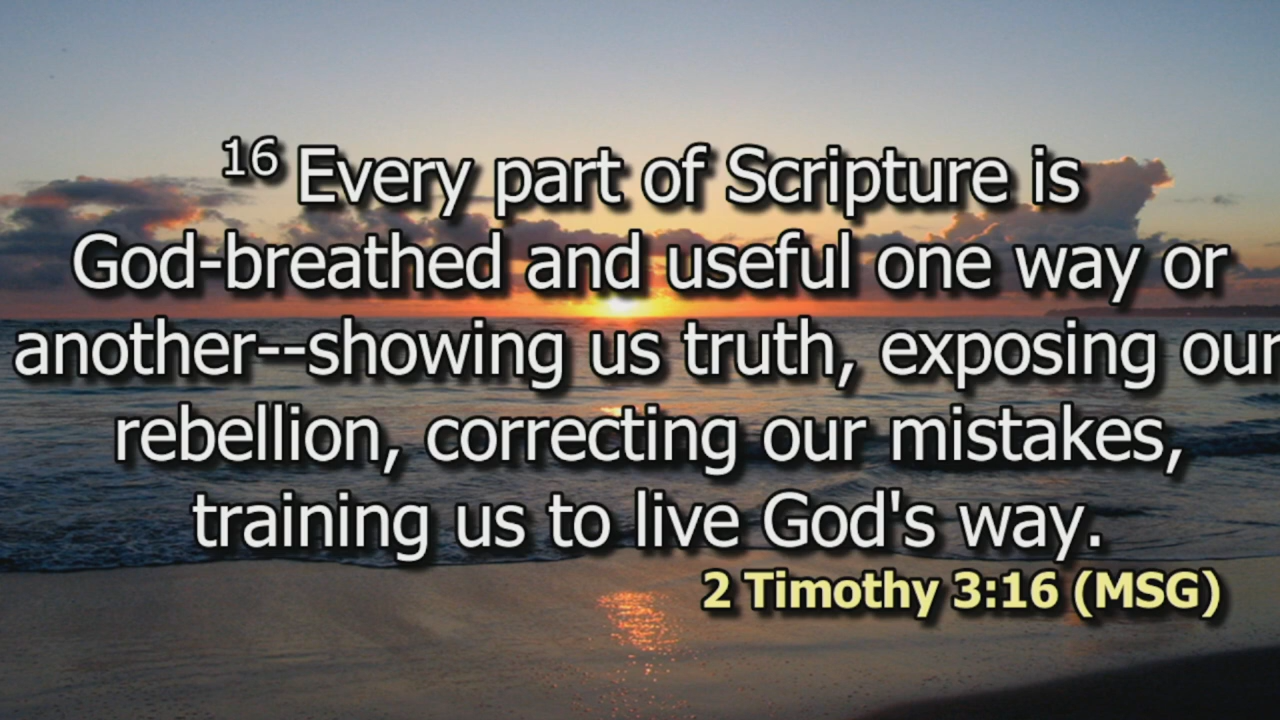 16 Every part of Scripture is
God-breathed and useful one way or
another--showing us truth, exposing our
rebellion, correcting our mistakes,
training us to live God's way.
2 Timothy 3:16 (MSG)